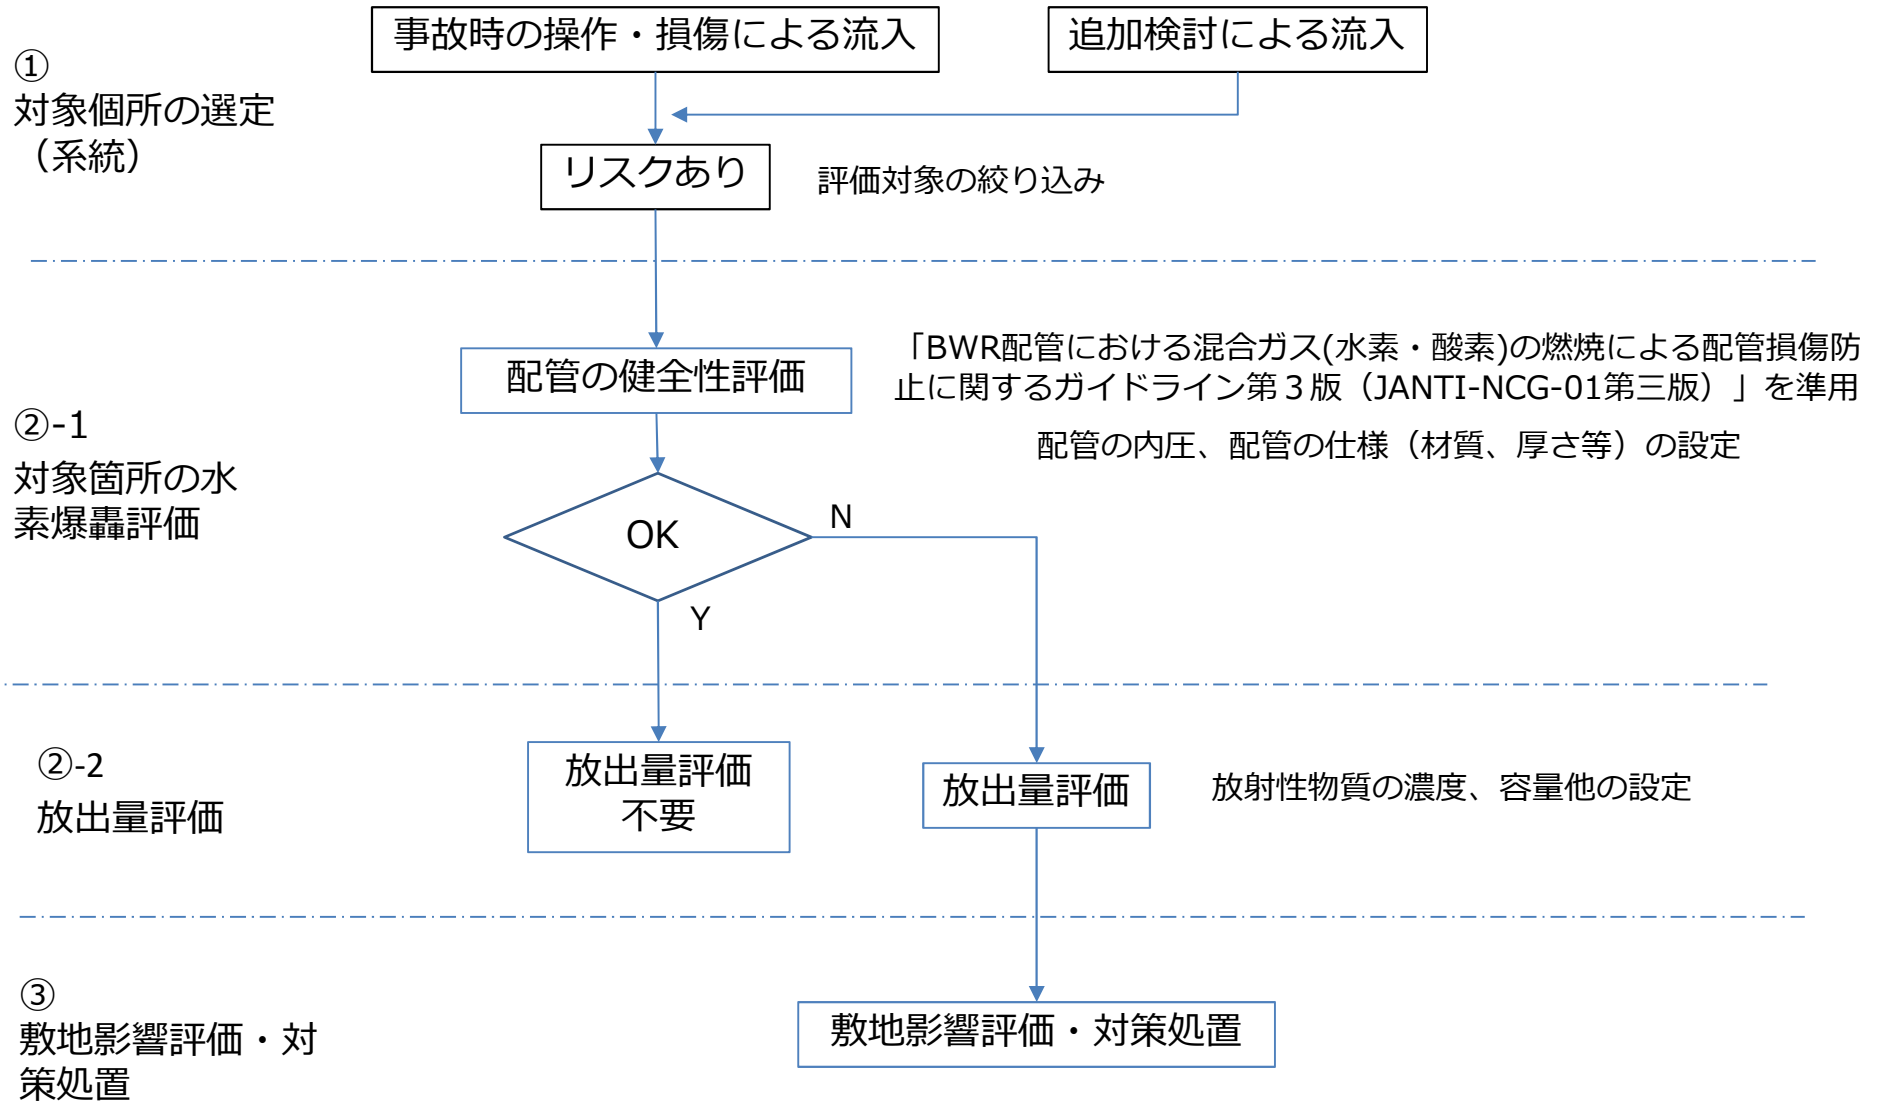 事故時の操作・損傷による流入
追加検討による流入
①
対象個所の選定
（系統）
リスクあり
評価対象の絞り込み
配管の健全性評価
「BWR配管における混合ガス(水素・酸素)の燃焼による配管損傷防
止に関するガイドライン第３版（JANTI-NCG-01第三版）」を準用
配管の内圧、配管の仕様（材質、厚さ等）の設定
②-1
対象箇所の水
素爆轟評価
OK
N
Y
②-2
放出量評価
放出量評価
不要
放出量評価
放射性物質の濃度、容量他の設定
③
敷地影響評価・対
策処置
敷地影響評価・対策処置